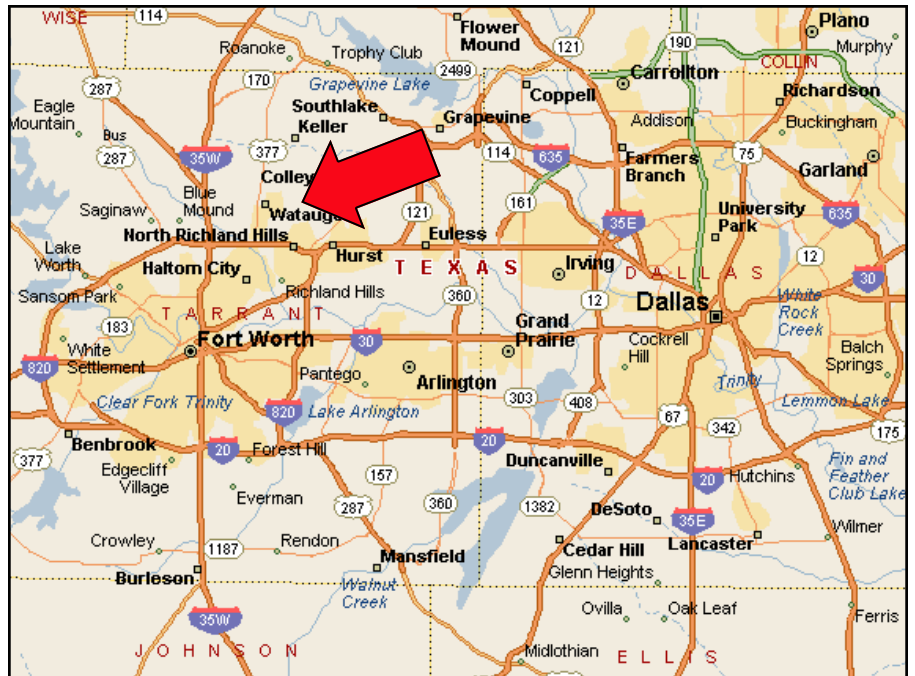 WISE
114
Flower
Mound
Plano
Roanoke
Trophy Club
121
190
Murphy
287
377
170
2499
Carrollton
COLLIN
Grapevine Lake
Coppell
Richardson
Eagle
Mountain
Southlake
Keller
Grapevine
Addison
Buckingham
Bus
287
377
35W
114
635
Farmers
Branch
75
Garland
Colley
Blue
Mound
Saginaw
Watauga
121
161
35E
University
Park
635
North Richland Hills
Euless
Hurst
Lake
Worth
Haltom City
TEXAS
Irving
DALLAS
12
30
Sansom Park
Richland Hills
360
12
Dallas
White
Rock
Creek
TARRANT
183
Fort Worth
30
Grand
Prairie
Cockrell
Hill
White
Settlement
820
Pantego
Arlington
Balch
Springs
Clear Fork Trinity
820
Lake Arlington
303
408
67
Trinity
Lemmon Lake
342
175
Benbrook
20
Forest Hill
20
377
Edgecliff
Village
157
Duncanville
20
Hutchins
Fin and
Feather
Club Lake
Everman
287
360
1382
DeSoto
35E
Wilmer
Crowley
1187
Rendon
Mansfield
Cedar Hill
Lancaster
Burleson
Walnut
Creek
Glenn Heights
35W
Ovilla
Oak Leaf
Ferris
JOHNSON
Midlothian
ELLIS